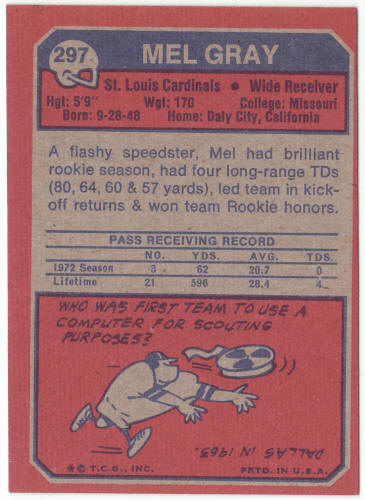 297 MEL GRAY
St. Louis Cardinals • Wide Receiver
Hgt: 5'9" Wgt: 170 College: Missouri
Born: 9-28-48 Home: Daly City, California
A flashy speedster, Mel had brilliant
rookie season, had four long-range TDs
(80, 64, 60 & 57 yards), led team in kick-
off returns & won team Rookie honors.
PASS RECEIVING RECORD
NO. YDS. AVG. TDS.
1972 Season 3 62 20.7 0
Lifetime 21 596 28.4 4
WHO WAS FIRST TEAM TO USE A
COMPUTER FOR SCOUTING
PURPOSES?
DALLAS IN 1963.
* © T.C.G., INC. PRTD. IN U.S.A.